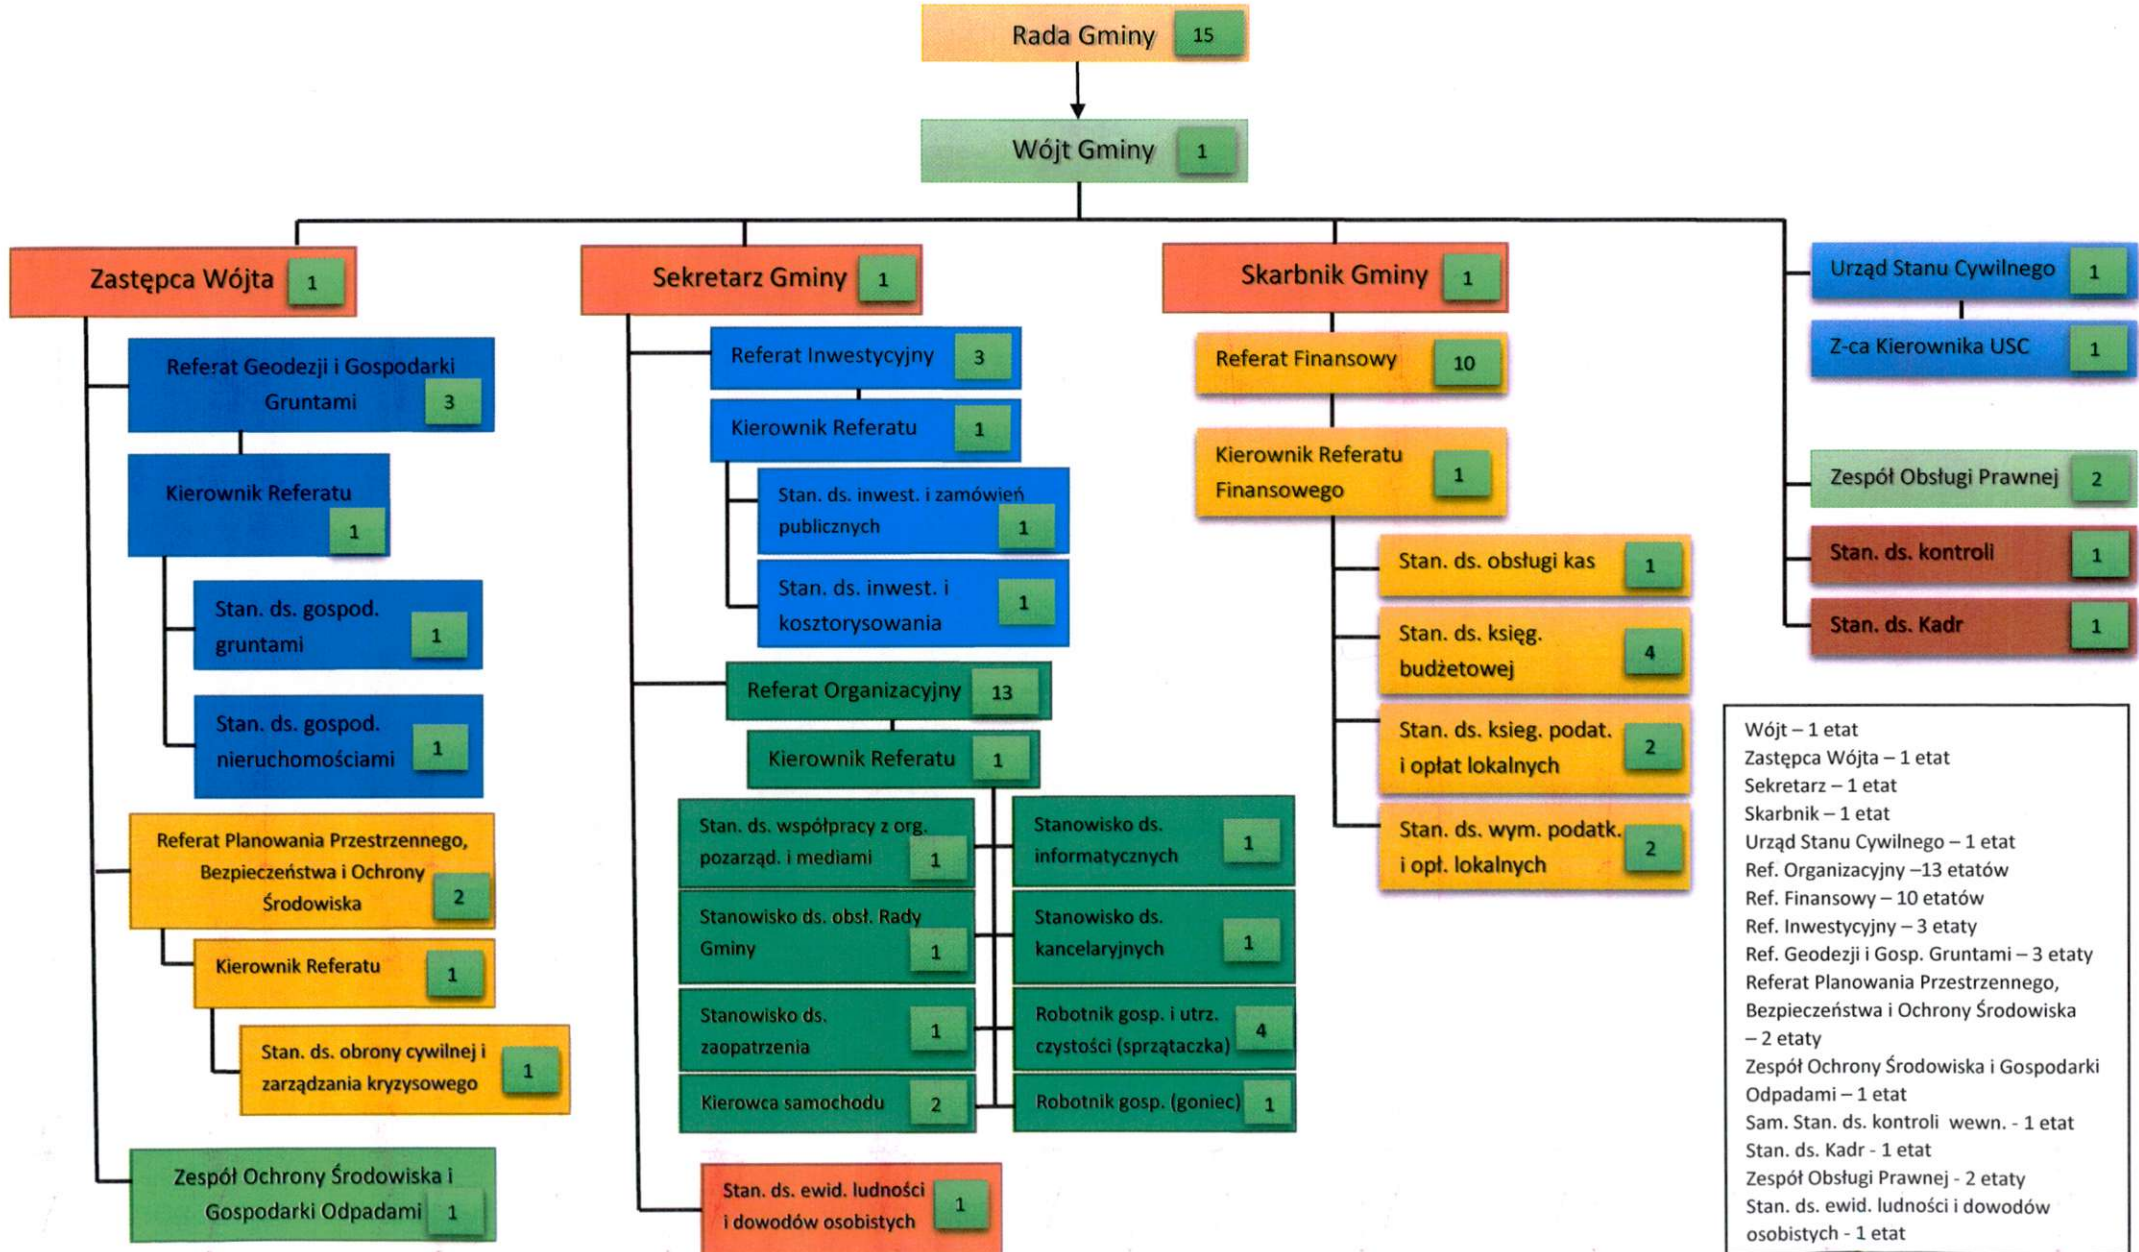 Rada Gminy 15
Wójt Gminy 1
Zastępca Wójta 1
Referat Geodezji i Gospodarki
Gruntami 3
Kierownik Referatu
1
Stan. ds. gospod.
gruntami 1
Stan. ds. gospod.
nieruchomościami 1
Referat Planowania Przestrzennego,
Bezpieczeństwa i Ochrony
Środowiska 2
Kierownik Referatu 1
Stan. ds. obrony cywilnej i
zarządzania kryzysowego 1
Zespół Ochrony Środowiska i
Gospodarki Odpadami 1
Sekretarz Gminy 1
Referat Inwestycyjny 3
Kierownik Referatu 1
Stan. ds. inwest. i zamówień
publicznych 1
Stan. ds. inwest. i
kosztorysowania 1
Referat Organizacyjny 13
Kierownik Referatu 1
Stan. ds. współpracy z org.
pozarząd. i mediami 1
Stanowisko ds.
informatycznych 1
Stanowisko ds. obsł. Rady
Gminy 1
Stanowisko ds.
kancelaryjnych 1
Stanowisko ds.
zaopatrzenia 1
Robotnik gosp. i utrz.
czystości (sprzątaczka) 4
Kierowca samochodu 2
Robotnik gosp. (goniec) 1
Stan. ds. ewid. ludności
i dowodów osobistych 1
Skarbnik Gminy 1
Referat Finansowy 10
Kierownik Referatu
Finansowego 1
Stan. ds. obsługi kas 1
Stan. ds. księg.
budżetowej 4
Stan. ds. ksieg. podat.
i opłat lokalnych 2
Stan. ds. wym. podatk.
i opł. lokalnych 2
Urząd Stanu Cywilnego 1
Z-ca Kierownika USC 1
Zespół Obsługi Prawnej 2
Stan. ds. kontroli 1
Stan. ds. Kadr 1
Wójt – 1 etat
Zastępca Wójta – 1 etat
Sekretarz – 1 etat
Skarbnik – 1 etat
Urząd Stanu Cywilnego – 1 etat
Ref. Organizacyjny –13 etatów
Ref. Finansowy – 10 etatów
Ref. Inwestycyjny – 3 etaty
Ref. Geodezji i Gosp. Gruntami – 3 etaty
Referat Planowania Przestrzennego,
Bezpieczeństwa i Ochrony Środowiska
– 2 etaty
Zespół Ochrony Środowiska i Gospodarki
Odpadami – 1 etat
Sam. Stan. ds. kontroli wewn. - 1 etat
Stan. ds. Kadr - 1 etat
Zespół Obsługi Prawnej - 2 etaty
Stan. ds. ewid. ludności i dowodów
osobistych - 1 etat